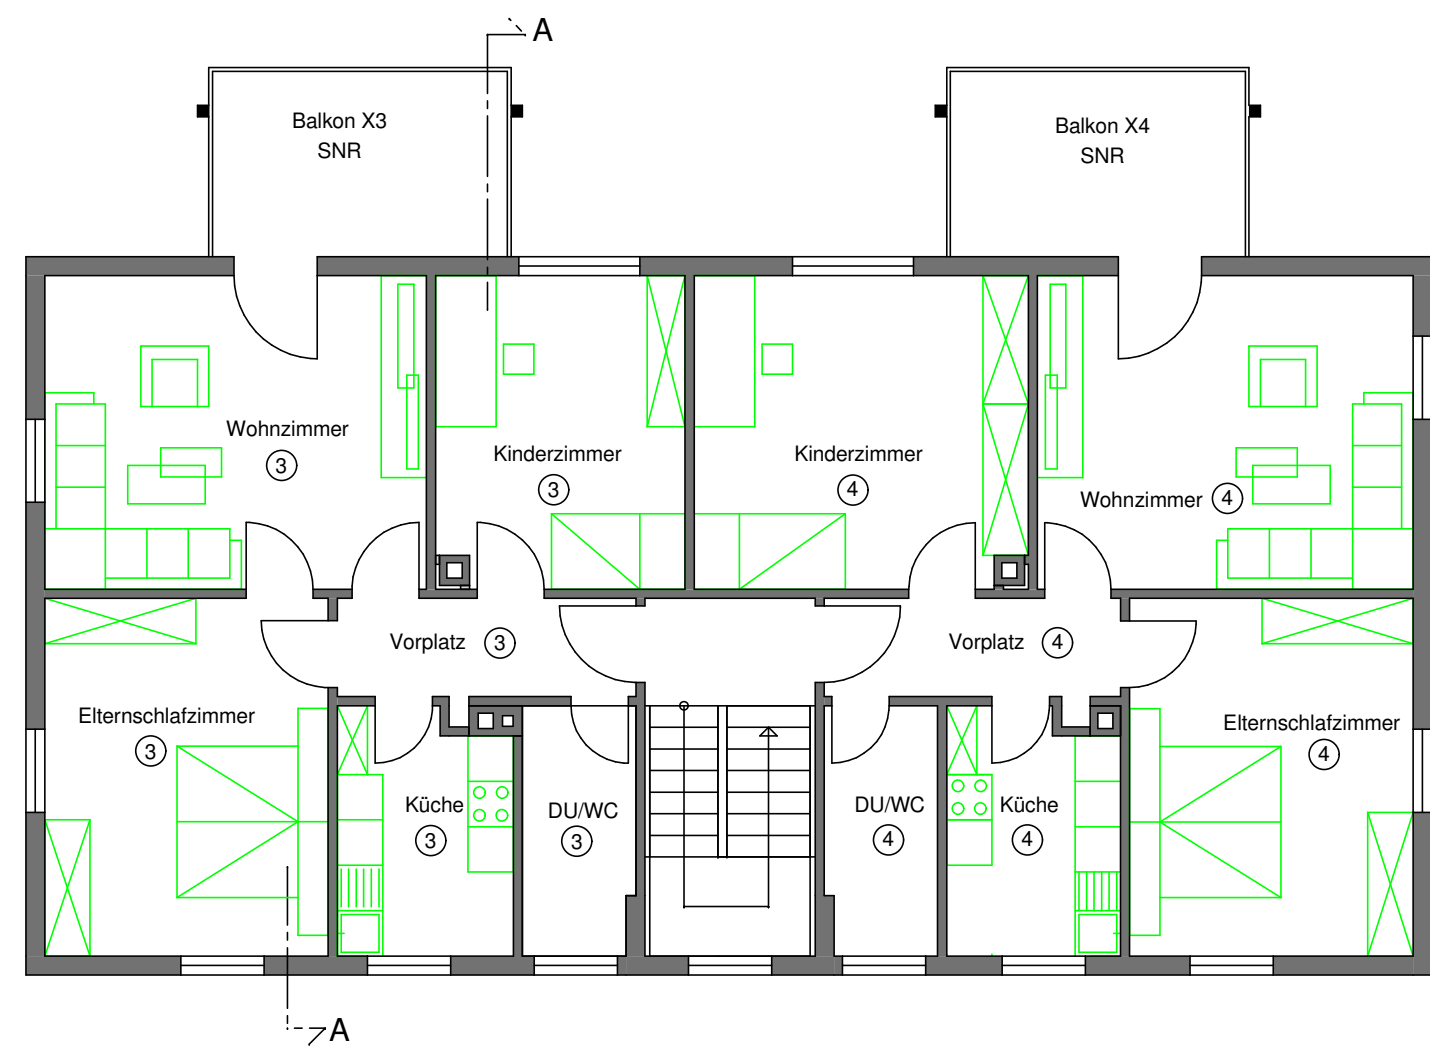 A
Balkon X3
SNR
Balkon X4
SNR
Wohnzimmer
3
Kinderzimmer
3
Kinderzimmer
4
Wohnzimmer 4
Vorplatz 3
Vorplatz 4
Elternschlafzimmer
3
Elternschlafzimmer
4
Küche
3
DU/WC
3
DU/WC
4
Küche
4
A